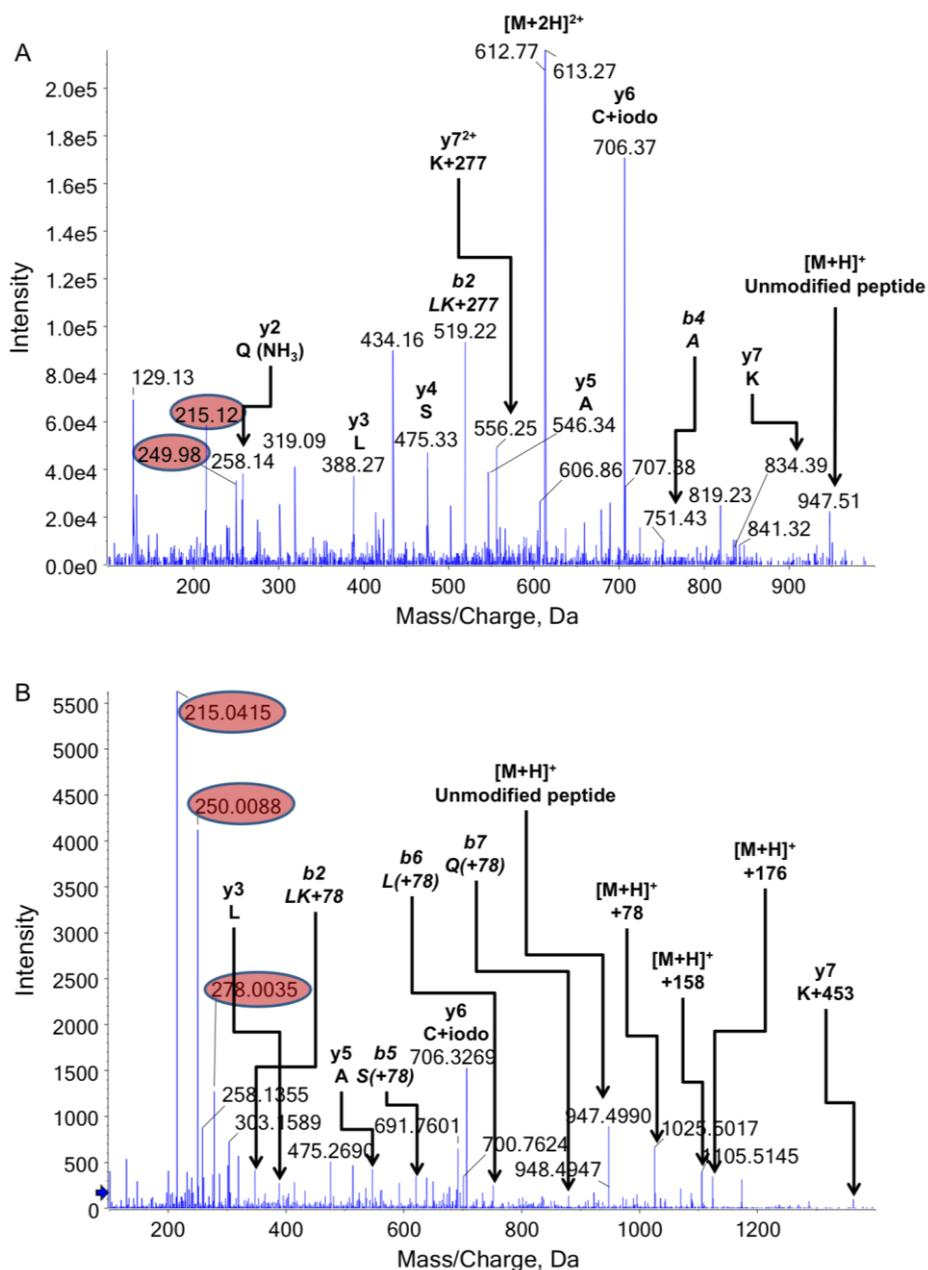 A
[M+2H]2+
612.77
613.27
2.0e5
y6
C+iodo
1.8e5
y7²⁺
K+277
706.37
1.6e5
1.4e5
[M+H]+
Unmodified peptide
1.2e5
b2
LK+277
Intensity
y2
Q (NH₃)
1.0e5
434.16
519.22
b4
A
y7
K
8.0e4
129.13
y4
S
y5
A
215.12
6.0e4
y3
L
475.33
556.25
546.34
249.98
258.14
319.09
388.27
606.86
707.38
834.39
4.0e4
819.23
947.51
2.0e4
751.43
841.32
0.0e0
200 300 400 500 600 700 800 900
Mass/Charge, Da
B
5500
215.0415
5000
[M+H]+
Unmodified peptide
4500
250.0088
b7
Q(+78)
4000
b6
L(+78)
[M+H]+
+176
b2
LK+78
3500
y3
L
[M+H]+
+78
3000
[M+H]+
+158
Intensity
y7
K+453
2500
278.0035
2000
y6
C+iodo
y5
A
b5
S(+78)
706.3269
1500
258.1355
947.4990
1000
303.1589
691.7601
1025.5017
475.2690
700.7624
500
948.4947
1105.5145
0
200 400 600 800 1000 1200
Mass/Charge, Da